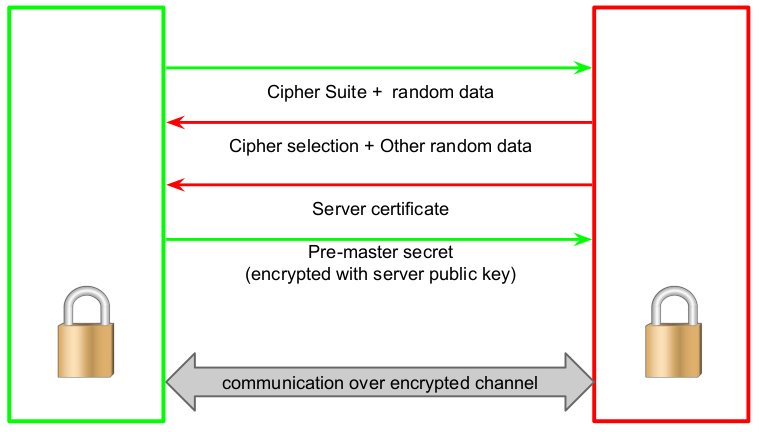 Cipher Suite + random data
Cipher selection + Other random data
Server certificate
Pre-master secret
(encrypted with server public key)
communication over encrypted channel